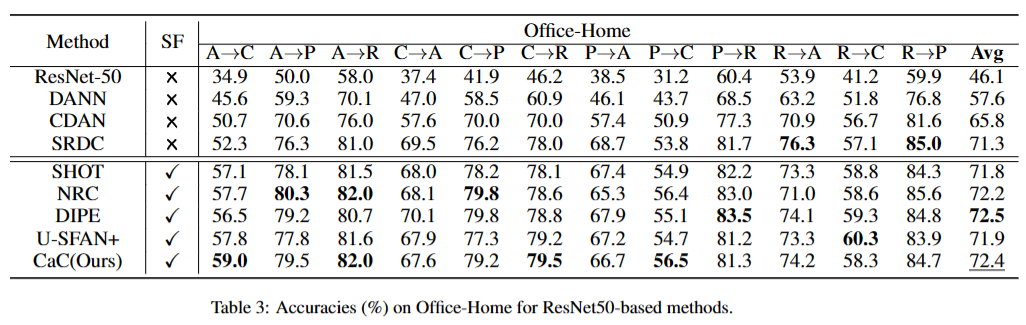 Method SF Office-Home
A→C A→P A→R C→A C→P C→R P→A P→C P→R R→A R→C R→P Avg
ResNet-50 ✗ 34.9 50.0 58.0 37.4 41.9 46.2 38.5 31.2 60.4 53.9 41.2 59.9 46.1
DANN ✗ 45.6 59.3 70.1 47.0 58.5 60.9 46.1 43.7 68.5 63.2 51.8 76.8 57.6
CDAN ✗ 50.7 70.6 76.0 57.6 70.0 70.0 57.4 50.9 77.3 70.9 56.7 81.6 65.8
SRDC ✗ 52.3 76.3 81.0 69.5 76.2 78.0 68.7 53.8 81.7 76.3 57.1 85.0 71.3
SHOT ✓ 57.1 78.1 81.5 68.0 78.2 78.1 67.4 54.9 82.2 73.3 58.8 84.3 71.8
NRC ✓ 57.7 80.3 82.0 68.1 79.8 78.6 65.3 56.4 83.0 71.0 58.6 85.6 72.2
DIPE ✓ 56.5 79.2 80.7 70.1 79.8 78.8 67.9 55.1 83.5 74.1 59.3 84.8 72.5
U-SFAN+ ✓ 57.8 77.8 81.6 67.9 77.3 79.2 67.2 54.7 81.2 73.3 60.3 83.9 71.9
CaC(Ours) ✓ 59.0 79.5 82.0 67.6 79.2 79.5 66.7 56.5 81.3 74.2 58.3 84.7 72.4
Table 3: Accuracies (%) on Office-Home for ResNet50-based methods.